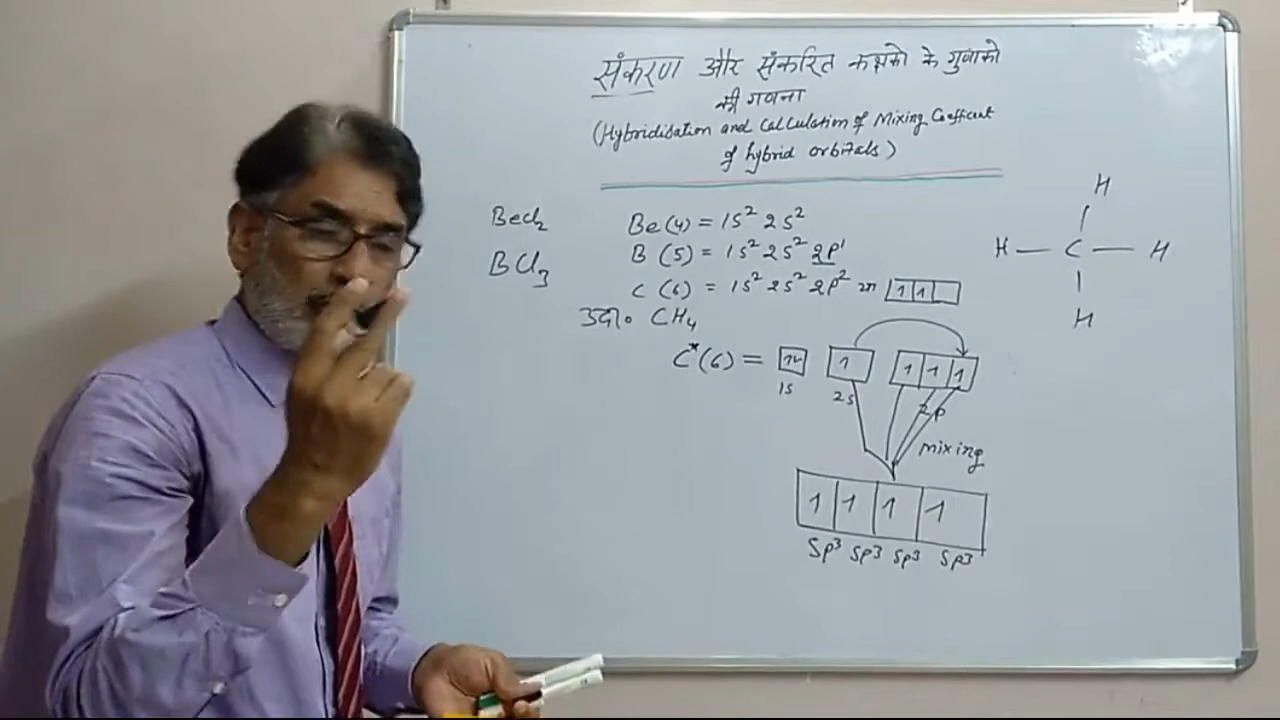 संकरण और संकरित कक्षको के गुणाको
की गणना
(Hybridisation and Calculation of Mixing Coefficent
of hybrid orbitals)
BeCl₂
Be(4) = 1s² 2s²
BCl₃
B (5) = 1s² 2s² 2p¹
C (6) = 1s² 2s² 2p² 1 1
उदा० CH₄
H
H — C — H
H
C*(6) = 1↓ 1 1 1 1
1s 2s 2p
mixing
1 1 1 1
sp³ sp³ sp³ sp³